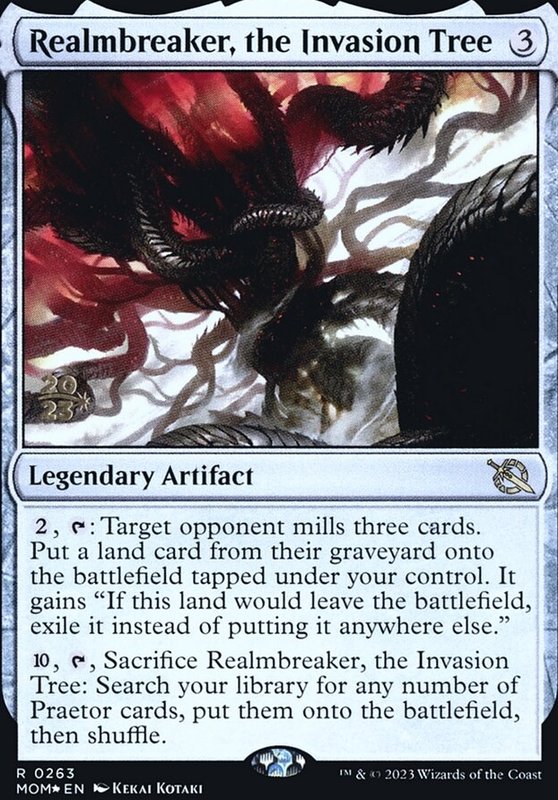 Realmbreaker, the Invasion Tree 3
20
23
Legendary Artifact
2, : Target opponent mills three cards.
Put a land card from their graveyard onto
the battlefield tapped under your control. It
gains “If this land would leave the battlefield,
exile it instead of putting it anywhere else.”
10, , Sacrifice Realmbreaker, the Invasion
Tree: Search your library for any number of
Praetor cards, put them onto the battlefield,
then shuffle.
R 0263
MOM★EN Kekai Kotaki
™ & © 2023 Wizards of the Coast